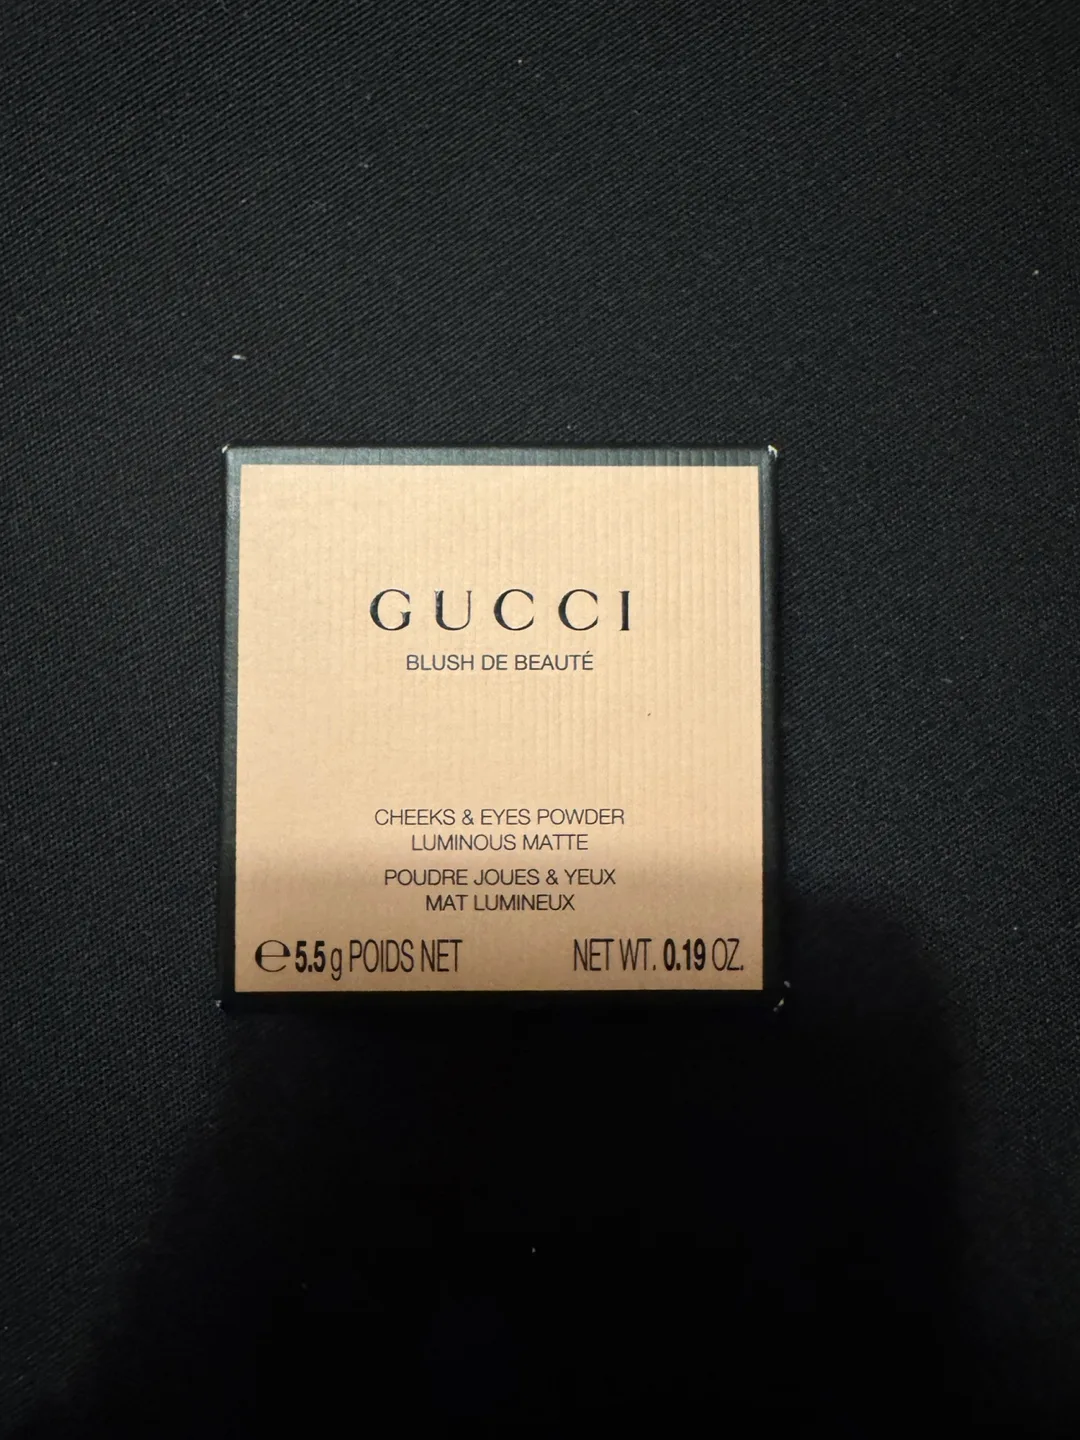 GUCCI
BLUSH DE BEAUTÉ
CHEEKS & EYES POWDER
LUMINOUS MATTE
POUDRE JOUES & YEUX
MAT LUMINEUX
℮ 5.5 g POIDS NET NET WT. 0.19 OZ.